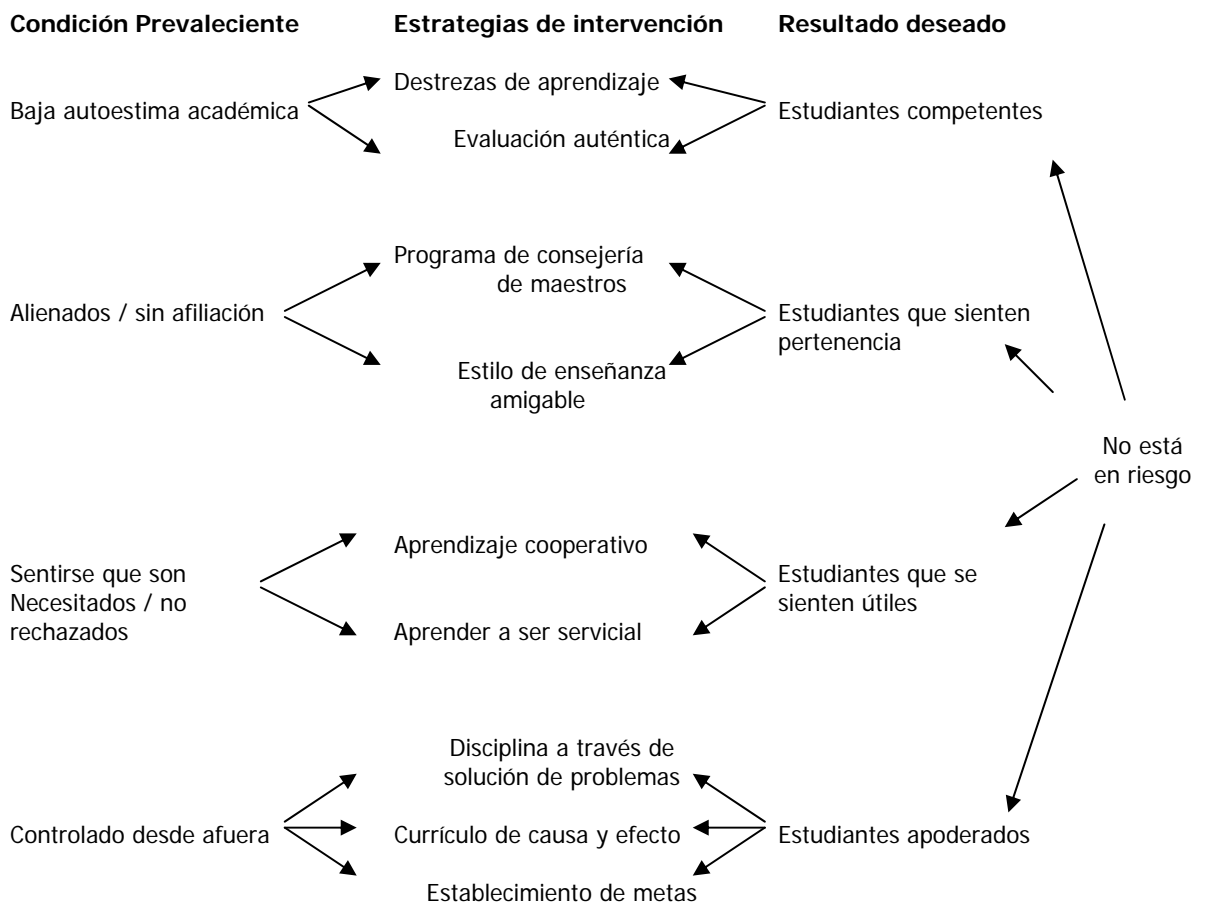 Condición Prevaleciente
Estrategias de intervención
Resultado deseado
Baja autoestima académica
Destrezas de aprendizaje
Evaluación auténtica
Estudiantes competentes
Alienados / sin afiliación
Programa de consejería
de maestros
Estilo de enseñanza
amigable
Estudiantes que sienten
pertenencia
No está
en riesgo
Sentirse que son
Necesitados / no
rechazados
Aprendizaje cooperativo
Aprender a ser servicial
Estudiantes que se
sienten útiles
Controlado desde afuera
Disciplina a través de
solución de problemas
Currículo de causa y efecto
Establecimiento de metas
Estudiantes apoderados